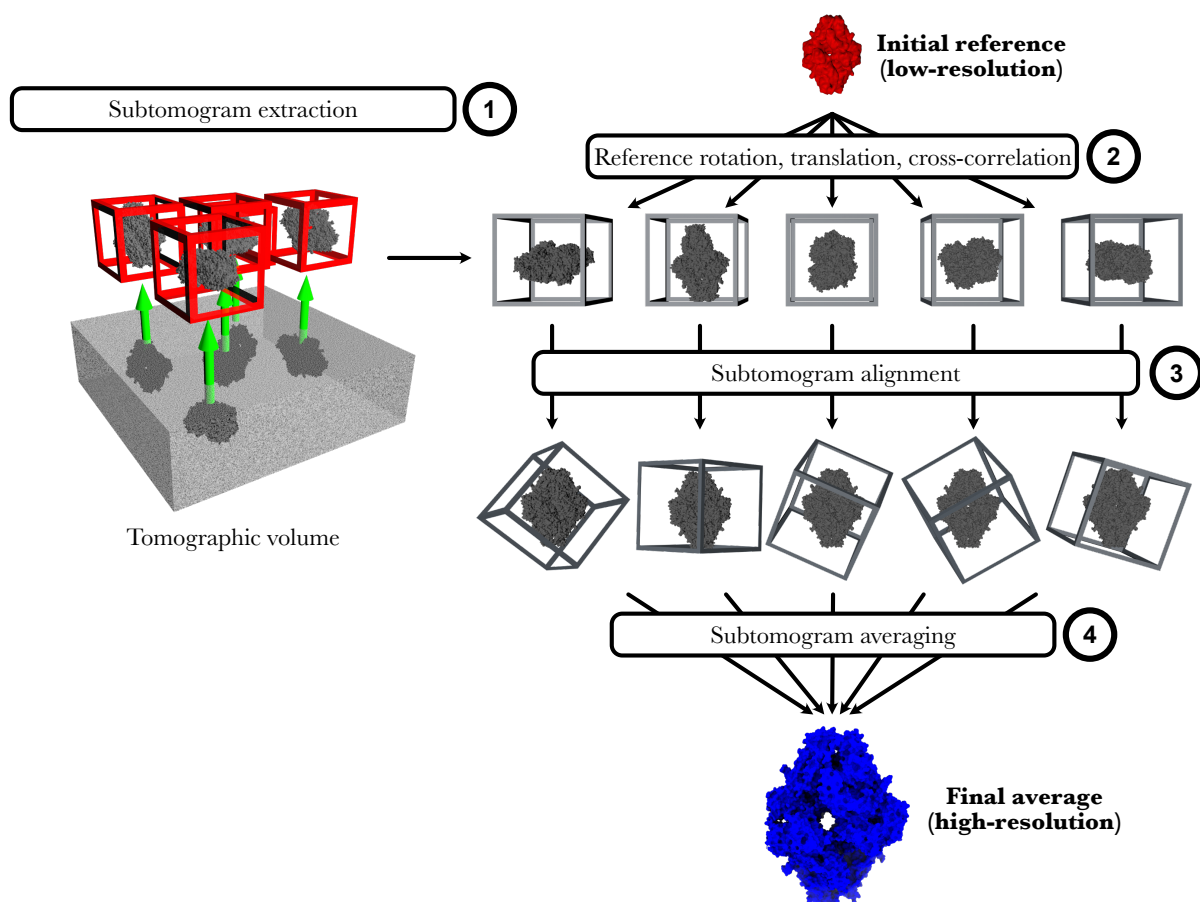 Initial reference
(low-resolution)
Subtomogram extraction
1
Reference rotation, translation, cross-correlation
2
Subtomogram alignment
3
Tomographic volume
Subtomogram averaging
4
Final average
(high-resolution)